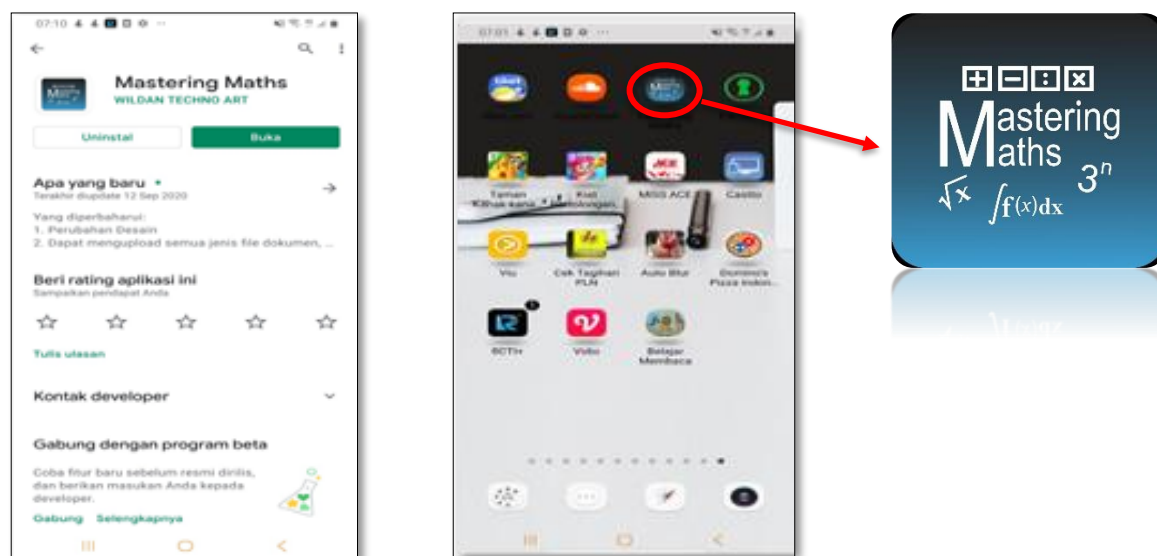 07:10
Mastering Maths
WILDAN TECHNO ART
Uninstal Buka
Apa yang baru
Terakhir diupdate 12 Sep 2020
Yang diperbaharui:
1. Perubahan Desain
2. Dapat mengupload semua jenis file dokumen, ...
Beri rating aplikasi ini
Sampaikan pendapat Anda
Tulis ulasan
Kontak developer
Gabung dengan program beta
Coba fitur baru sebelum resmi dirilis,
dan berikan masukan Anda kepada
developer.
Gabung Selengkapnya
07:01
Taman
MISS ACE
Viu
Cek Tagihan
PLN
Auto Blur
Domino's
Pizza Indon...
Belajar
Membaca
Mastering
Maths
3ⁿ
√x ∫f(x)dx